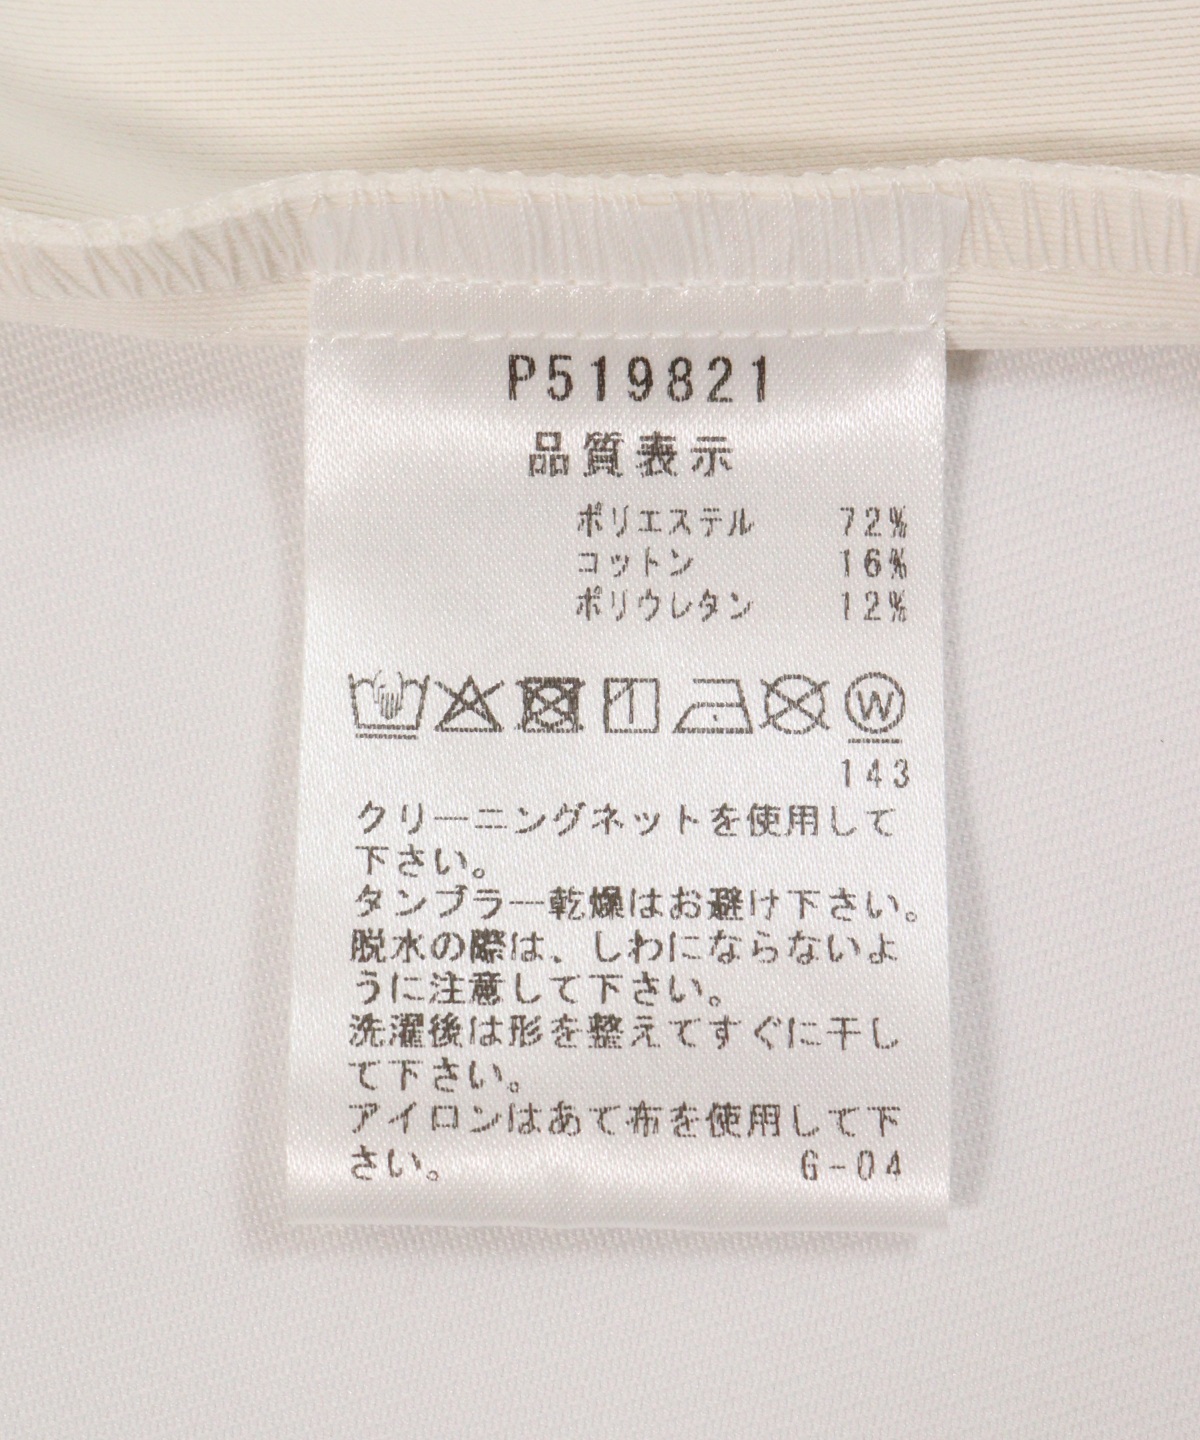 P519821
品質表示
ポリエステル 72%
コットン 16%
ポリウレタン 12%
W
143
クリーニングネットを使用して
下さい。
タンブラー乾燥はお避け下さい。
脱水の際は、しわにならないよ
うに注意して下さい。
洗濯後は形を整えてすぐに干し
て下さい。
アイロンはあて布を使用して下
さい。 G-04